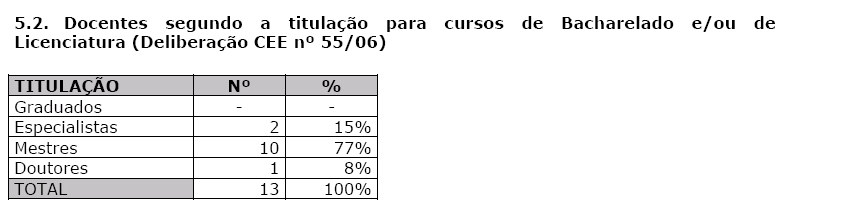 5.2. Docentes segundo a titulação para cursos de Bacharelado e/ou de
Licenciatura (Deliberação CEE nº 55/06)
TITULAÇÃO Nº %
Graduados - -
Especialistas 2 15%
Mestres 10 77%
Doutores 1 8%
TOTAL 13 100%